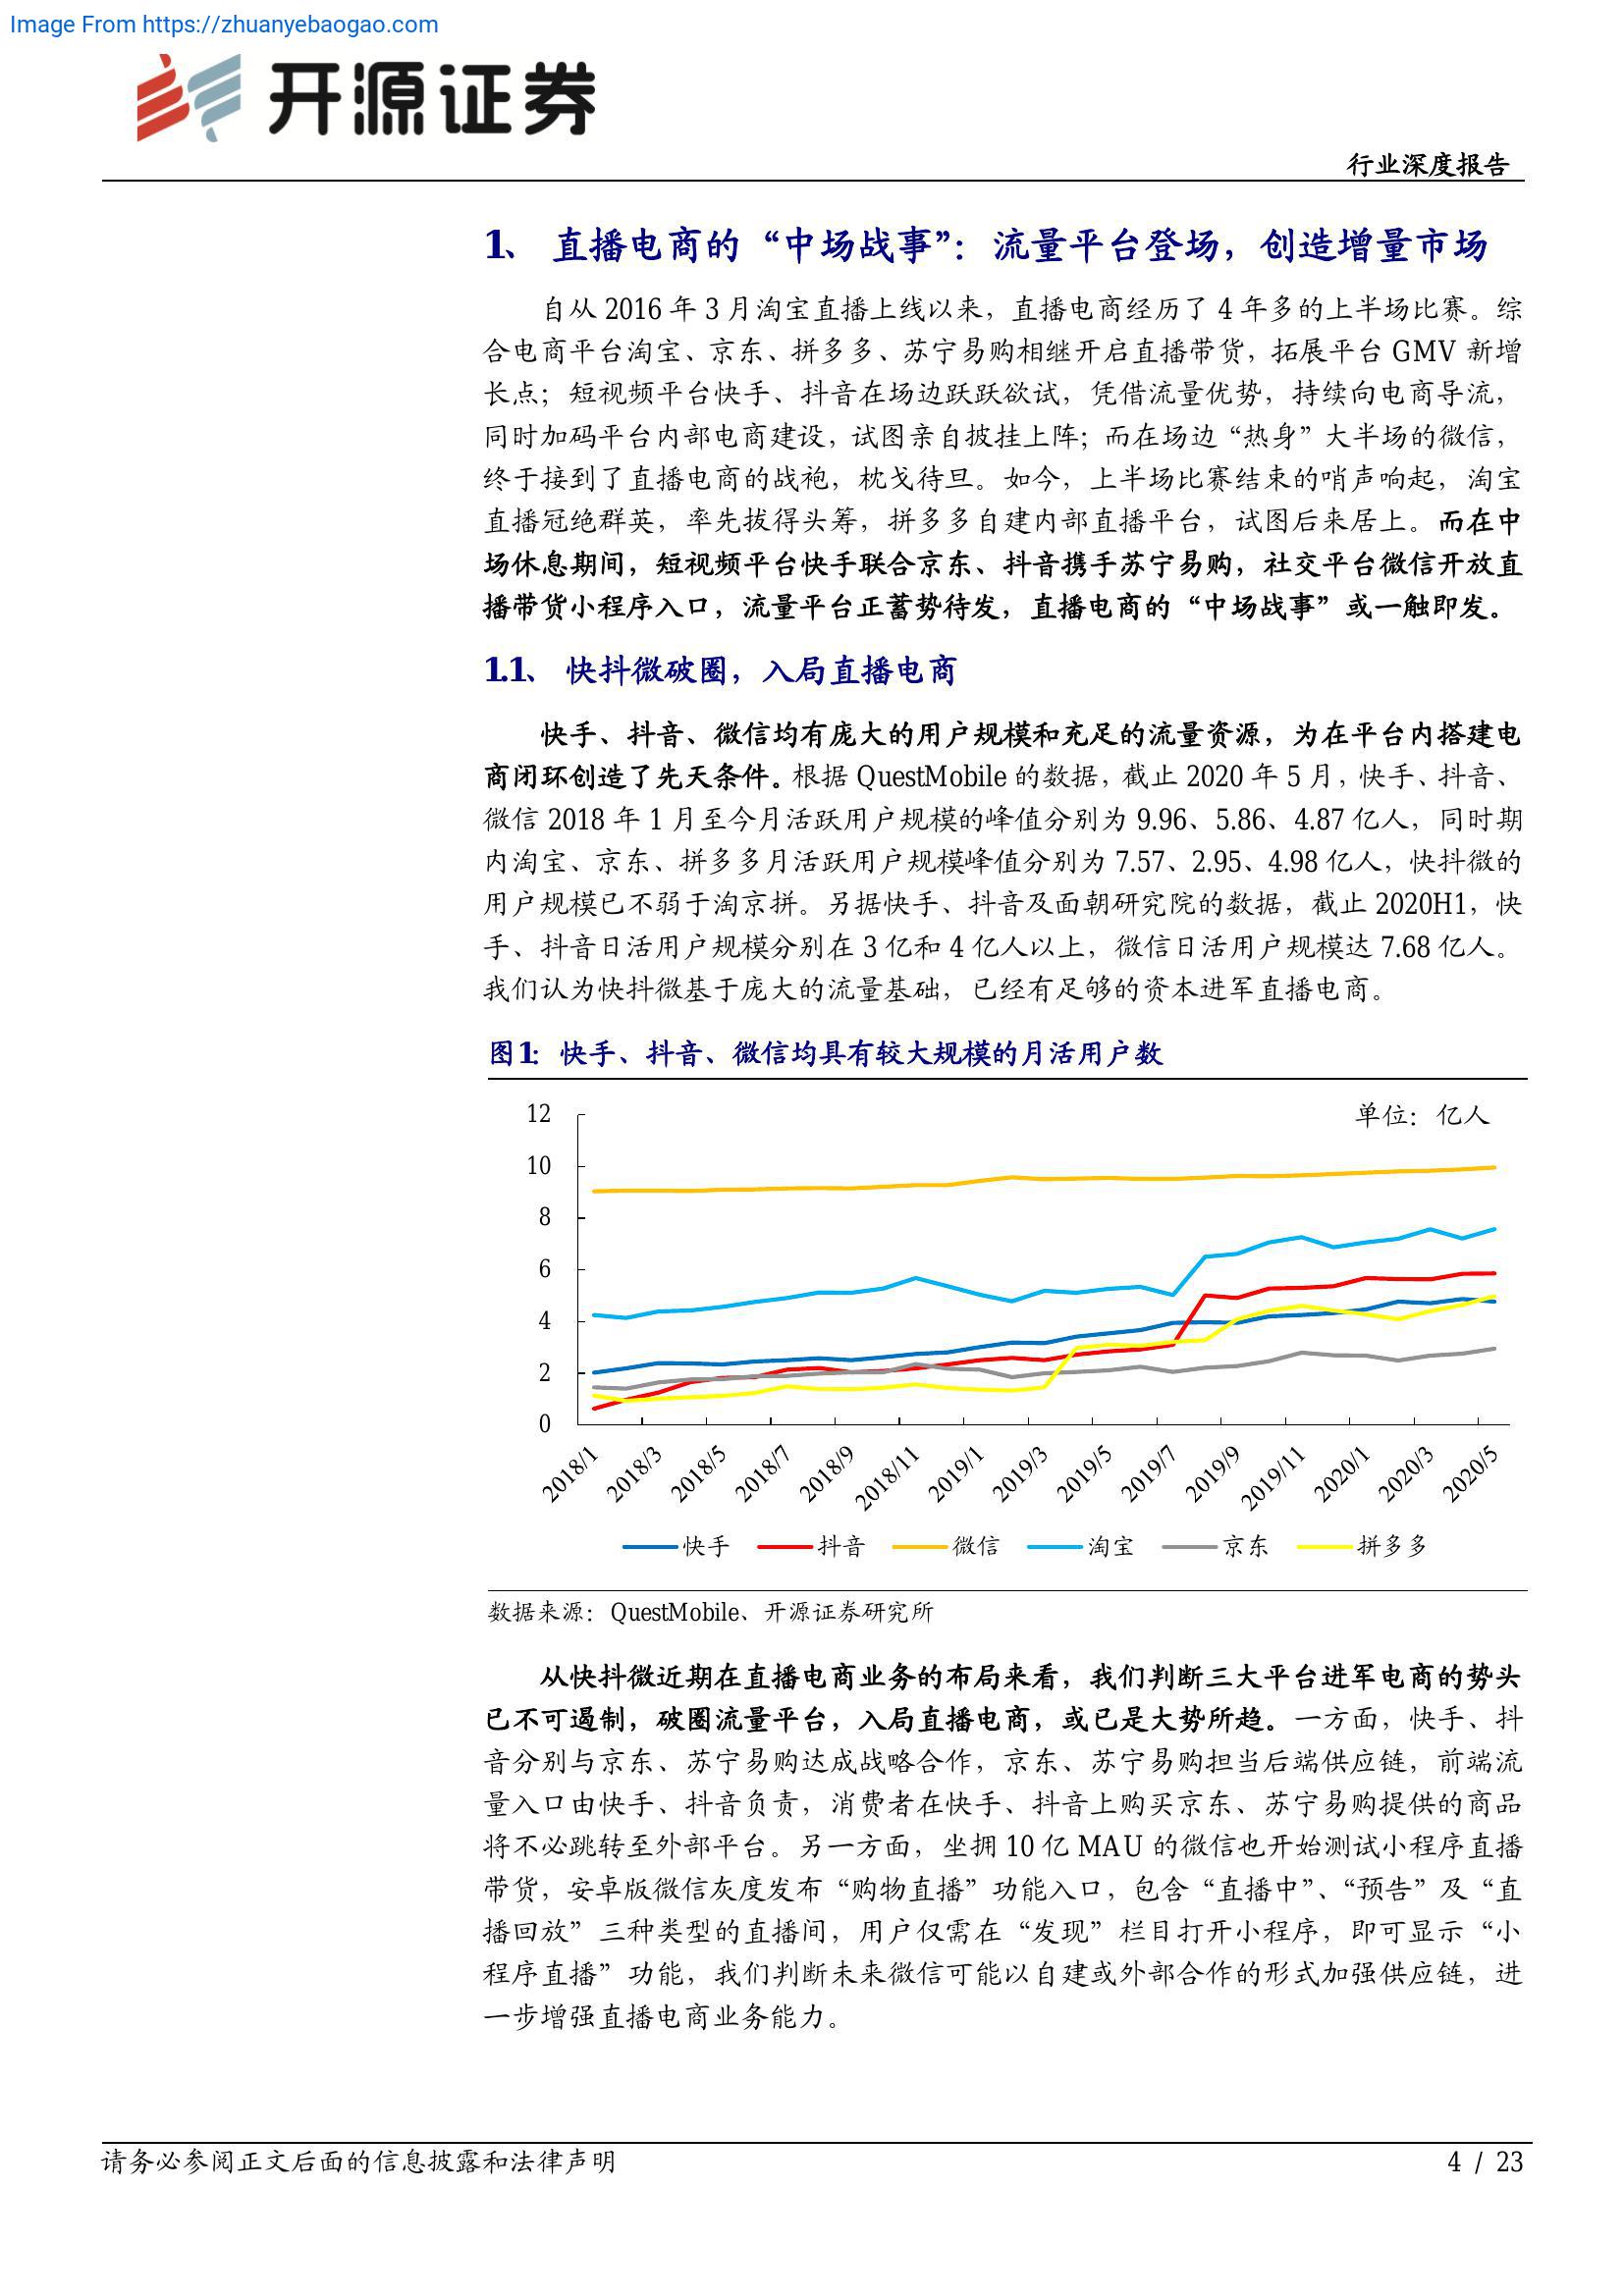 Image From https://zhuanyebaogao.com
开源证券
行业深度报告
1、 直播电商的“中场战事”：流量平台登场，创造增量市场
自从 2016 年 3 月淘宝直播上线以来，直播电商经历了 4 年多的上半场比赛。综
合电商平台淘宝、京东、拼多多、苏宁易购相继开启直播带货，拓展平台 GMV 新增
长点；短视频平台快手、抖音在场边跃跃欲试，凭借流量优势，持续向电商导流，
同时加码平台内部电商建设，试图亲自披挂上阵；而在场边“热身”大半场的微信，
终于接到了直播电商的战袍，枕戈待旦。如今，上半场比赛结束的哨声响起，淘宝
直播冠绝群英，率先拔得头筹，拼多多自建内部直播平台，试图后来居上。而在中
场休息期间，短视频平台快手联合京东、抖音携手苏宁易购，社交平台微信开放直
播带货小程序入口，流量平台正蓄势待发，直播电商的“中场战事”或一触即发。
1.1、 快抖微破圈，入局直播电商
快手、抖音、微信均有庞大的用户规模和充足的流量资源，为在平台内搭建电
商闭环创造了先天条件。根据 QuestMobile 的数据，截止 2020 年 5 月，快手、抖音、
微信 2018 年 1 月至今月活跃用户规模的峰值分别为 9.96、5.86、4.87 亿人，同时期
内淘宝、京东、拼多多月活跃用户规模峰值分别为 7.57、2.95、4.98 亿人，快抖微的
用户规模已不弱于淘京拼。另据快手、抖音及面朝研究院的数据，截止 2020H1，快
手、抖音日活用户规模分别在 3 亿和 4 亿人以上，微信日活用户规模达 7.68 亿人。
我们认为快抖微基于庞大的流量基础，已经有足够的资本进军直播电商。
图1：快手、抖音、微信均具有较大规模的月活用户数
单位：亿人
12
10
8
6
4
2
0
2018/1 2018/3 2018/5 2018/7 2018/9 2018/11 2019/1 2019/3 2019/5 2019/7 2019/9 2019/11 2020/1 2020/3 2020/5
快手 抖音 微信 淘宝 京东 拼多多
数据来源：QuestMobile、开源证券研究所
从快抖微近期在直播电商业务的布局来看，我们判断三大平台进军电商的势头
已不可遏制，破圈流量平台，入局直播电商，或已是大势所趋。一方面，快手、抖
音分别与京东、苏宁易购达成战略合作，京东、苏宁易购担当后端供应链，前端流
量入口由快手、抖音负责，消费者在快手、抖音上购买京东、苏宁易购提供的商品
将不必跳转至外部平台。另一方面，坐拥 10 亿 MAU 的微信也开始测试小程序直播
带货，安卓版微信灰度发布“购物直播”功能入口，包含“直播中”、“预告”及“直
播回放”三种类型的直播间，用户仅需在“发现”栏目打开小程序，即可显示“小
程序直播”功能，我们判断未来微信可能以自建或外部合作的形式加强供应链，进
一步增强直播电商业务能力。
请务必参阅正文后面的信息披露和法律声明
4 / 23